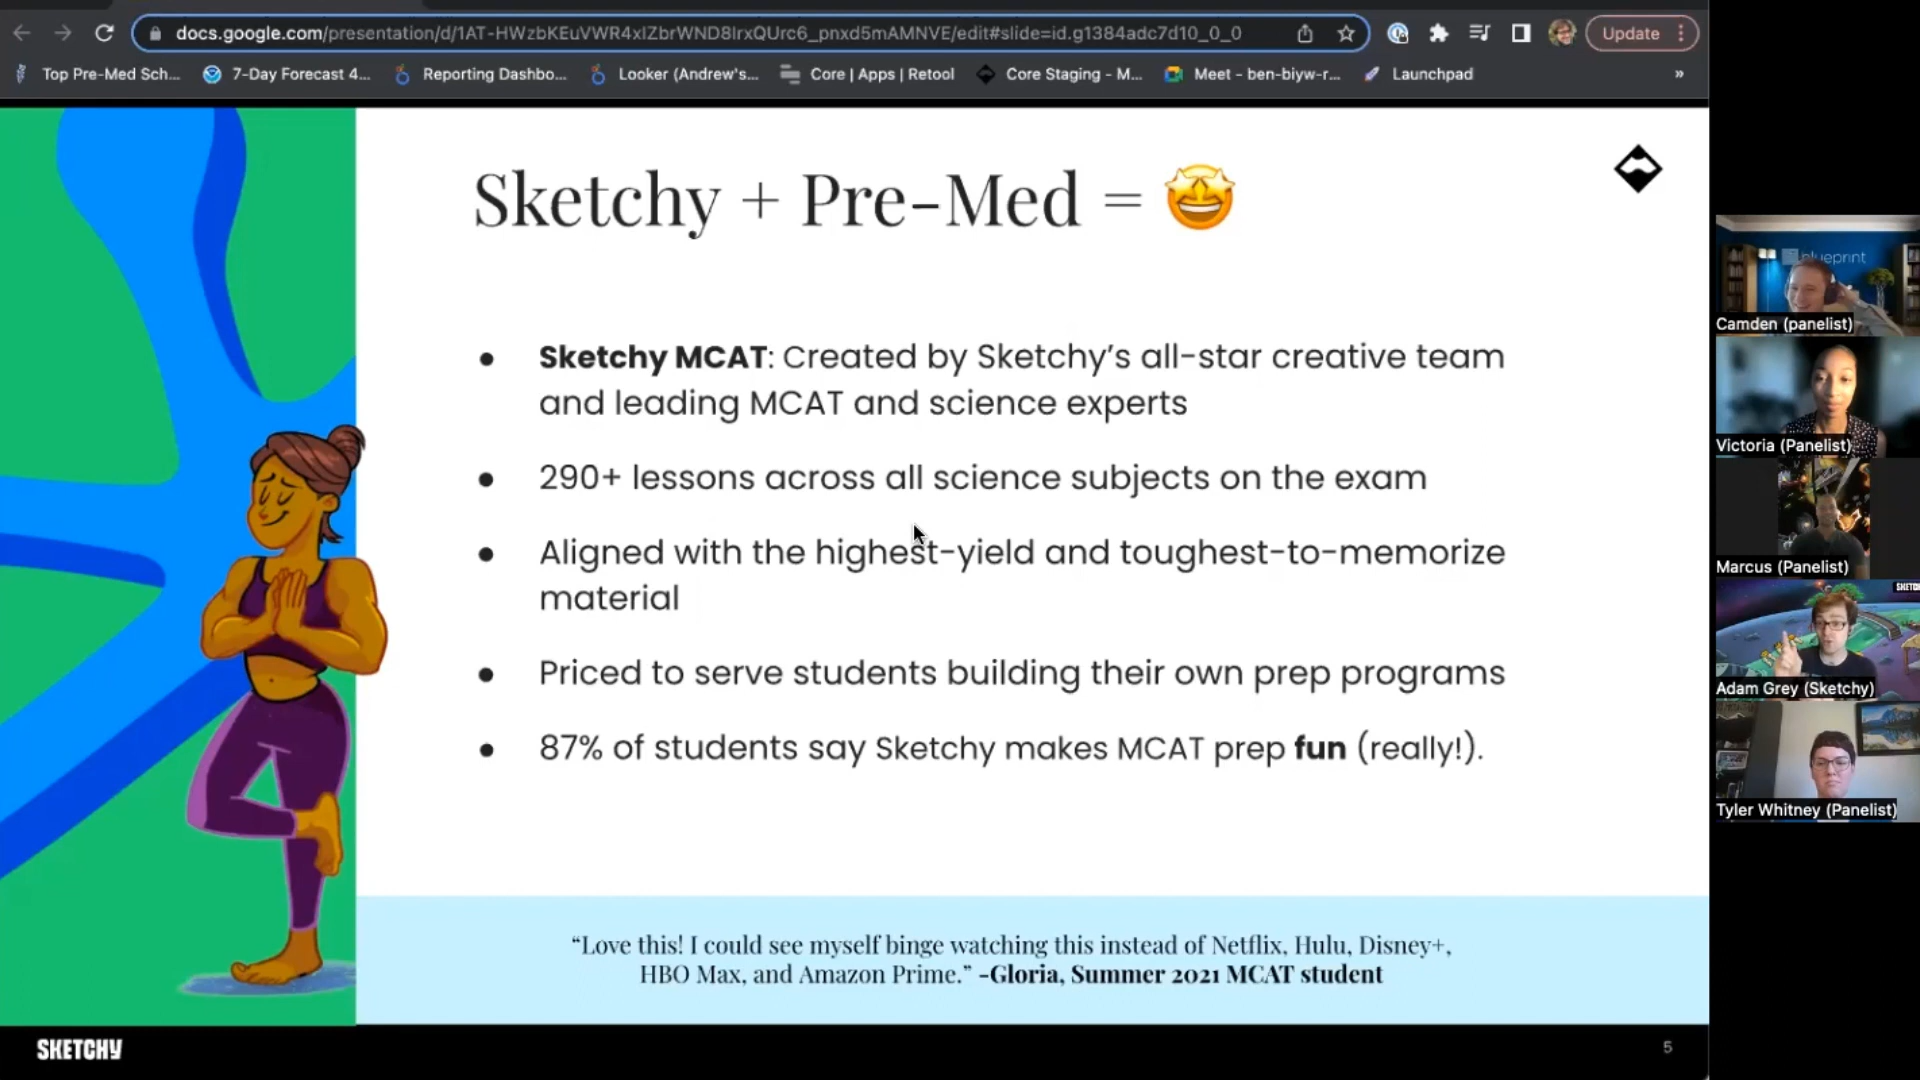 docs.google.com/presentation/d/1AT-HWzbKEuVWR4xIZbrWND8IrxQUrc6_pnxd5mAMNVE/edit#slide=id.g1384adc7d10_0_0
Update
Top Pre-Med Sch...
7-Day Forecast 4...
Reporting Dashbo...
Looker (Andrew's...
Core | Apps | Retool
Core Staging - M...
Meet - ben-biyw-r...
Launchpad
»
Sketchy + Pre-Med = 🤩
● Sketchy MCAT: Created by Sketchy’s all-star creative team
and leading MCAT and science experts
● 290+ lessons across all science subjects on the exam
● Aligned with the highest-yield and toughest-to-memorize
material
● Priced to serve students building their own prep programs
● 87% of students say Sketchy makes MCAT prep fun (really!).
“Love this! I could see myself binge watching this instead of Netflix, Hulu, Disney+,
HBO Max, and Amazon Prime.” -Gloria, Summer 2021 MCAT student
SKETCHY
5
blueprint
Camden (panelist)
Victoria (Panelist)
Marcus (Panelist)
SKETC
Adam Grey (Sketchy)
Tyler Whitney (Panelist)